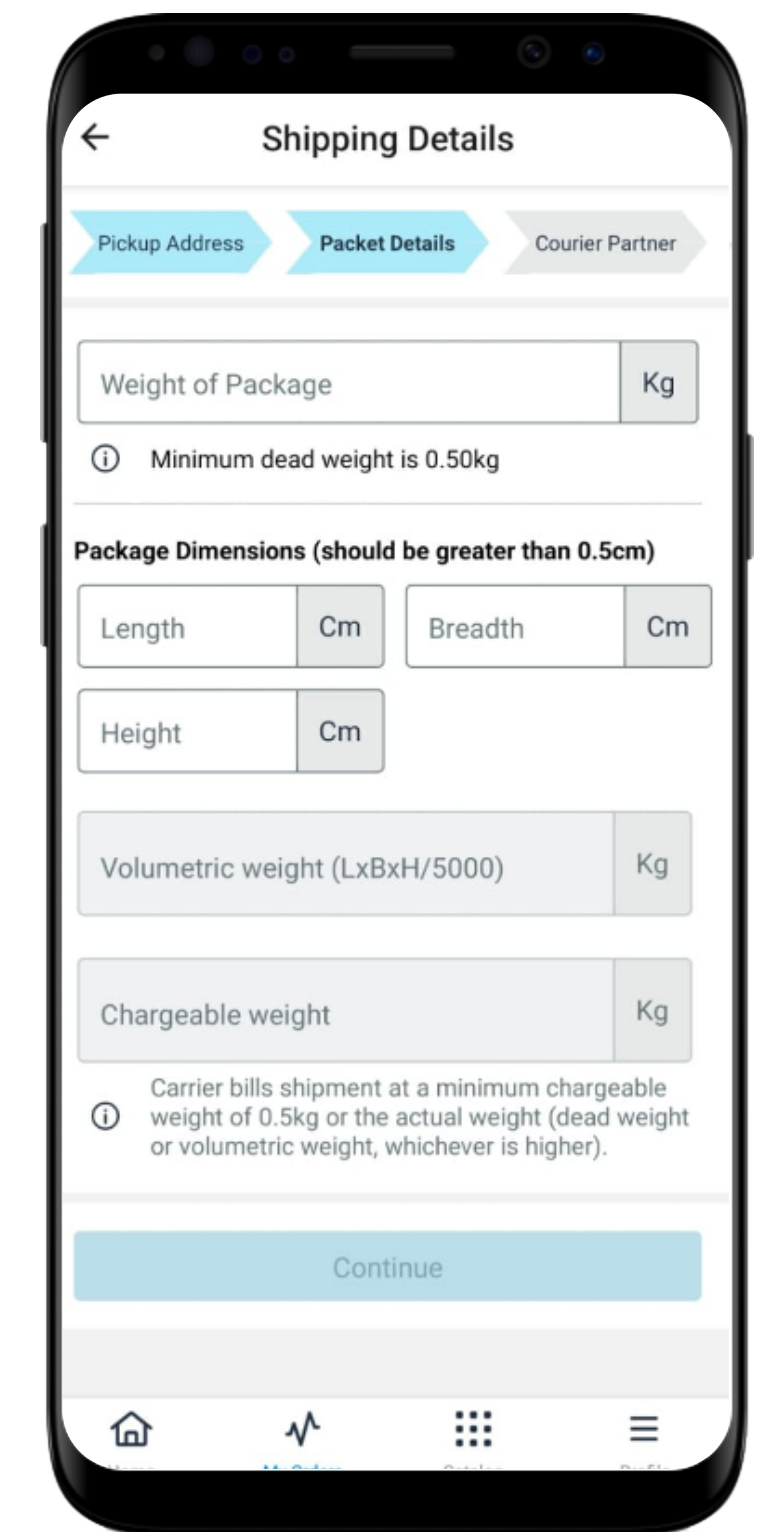 Shipping Details
Pickup Address
Packet Details
Courier Partner
Weight of Package
Kg
Minimum dead weight is 0.50kg
Package Dimensions (should be greater than 0.5cm)
Length
Cm
Breadth
Cm
Height
Cm
Volumetric weight (LxBxH/5000)
Kg
Chargeable weight
Kg
Carrier bills shipment at a minimum chargeable
weight of 0.5kg or the actual weight (dead weight
or volumetric weight, whichever is higher).
Continue